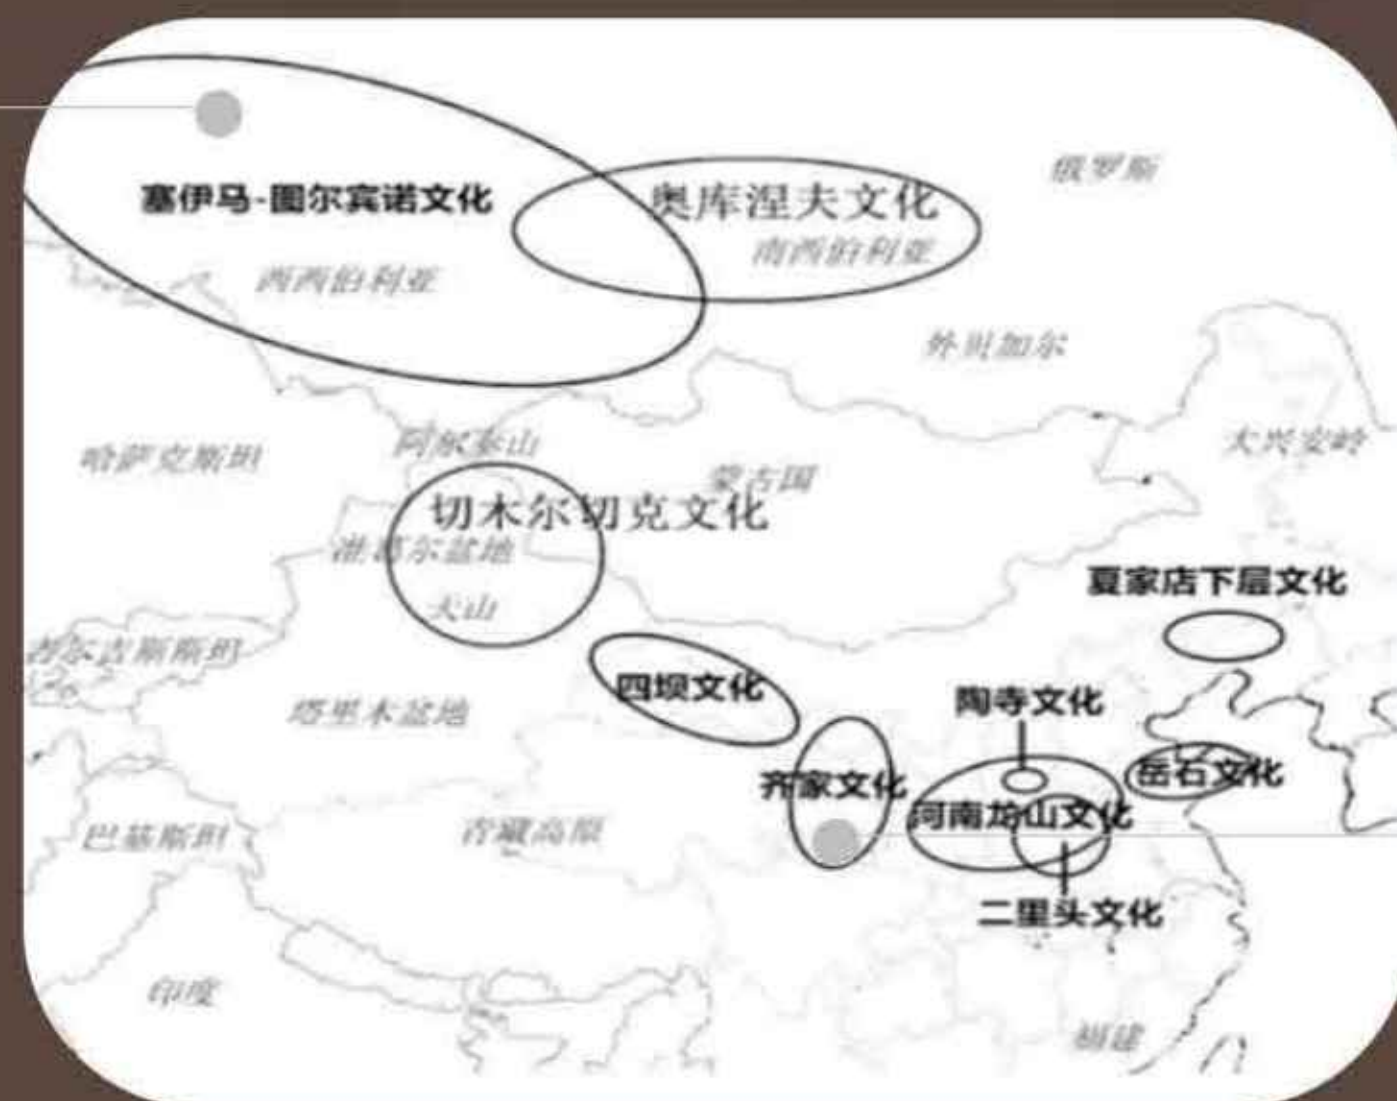 俄罗斯
塞伊马-图尔宾诺文化
奥库涅夫文化
南西伯利亚
西西伯利亚
外贝加尔
哈萨克斯坦
阿尔泰山
大兴安岭
蒙古国
切木尔切克文化
准葛尔盆地
天山
夏家店下层文化
吉尔吉斯斯坦
四坝文化
陶寺文化
塔里木盆地
齐家文化
岳石文化
河南龙山文化
巴基斯坦
青藏高原
二里头文化
印度
福建